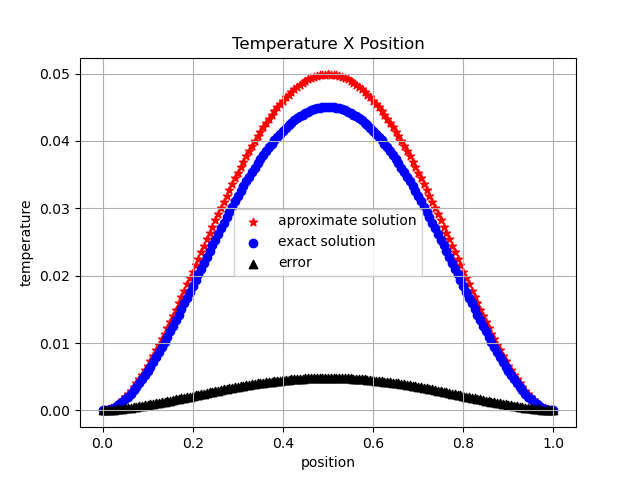 Temperature X Position
0.05
0.04
0.03
0.02
0.01
0.00
temperature
aproximate solution
exact solution
error
0.0 0.2 0.4 0.6 0.8 1.0
position